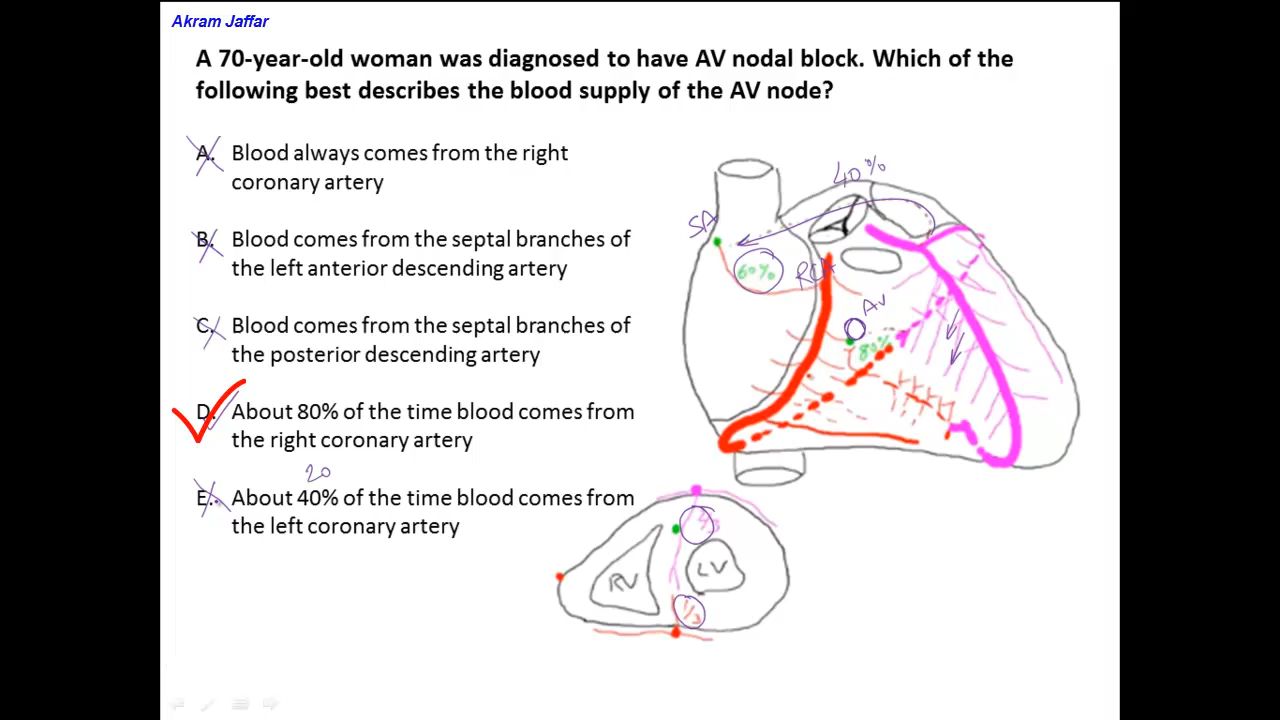 Akram Jaffar
A 70-year-old woman was diagnosed to have AV nodal block. Which of the
following best describes the blood supply of the AV node?
A. Blood always comes from the right
coronary artery
B. Blood comes from the septal branches of
the left anterior descending artery
C. Blood comes from the septal branches of
the posterior descending artery
D. About 80% of the time blood comes from
the right coronary artery
20
E. About 40% of the time blood comes from
the left coronary artery
40%
SA
60%
RCA
AV
80%
2/3
RV
LV
1/3